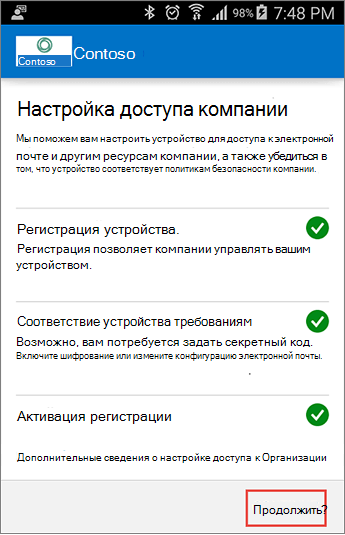 98% 7:48 PM
Contoso
Contoso
Настройка доступа компании
Мы поможем вам настроить устройство для доступа к электронной
почте и другим ресурсам компании, а также убедиться в
том, что устройство соответствует политикам безопасности компании.
Регистрация устройства.
Регистрация позволяет компании управлять вашим
устройством.
Соответствие устройства требованиям
Возможно, вам потребуется задать секретный код.
Включите шифрование или измените конфигурацию электронной почты.
Активация регистрации
Дополнительные сведения о настройке доступа к Организации
Продолжить?